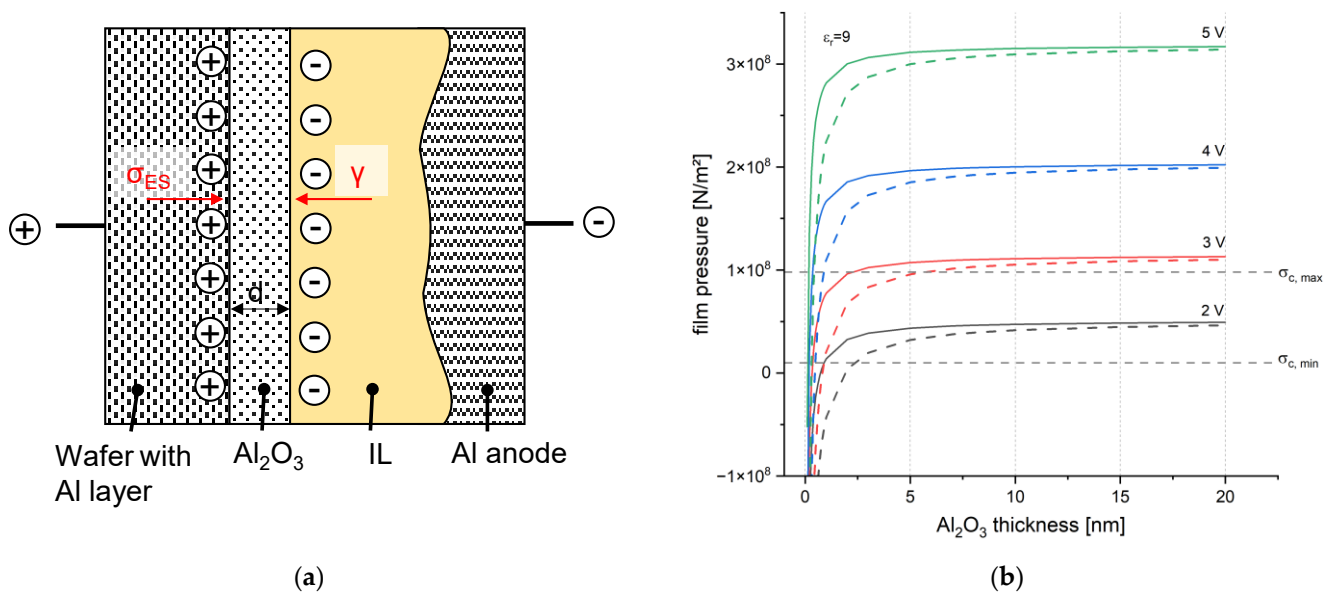 σES
γ
+
-
d
Wafer with
Al layer
Al2O3
IL
Al anode
(a)
εr=9
5 V
4 V
3 V
2 V
σc, max
σc, min
3×10⁸
2×10⁸
1×10⁸
0
−1×10⁸
film pressure [N/m²]
0
5
10
15
20
Al2O3 thickness [nm]
(b)